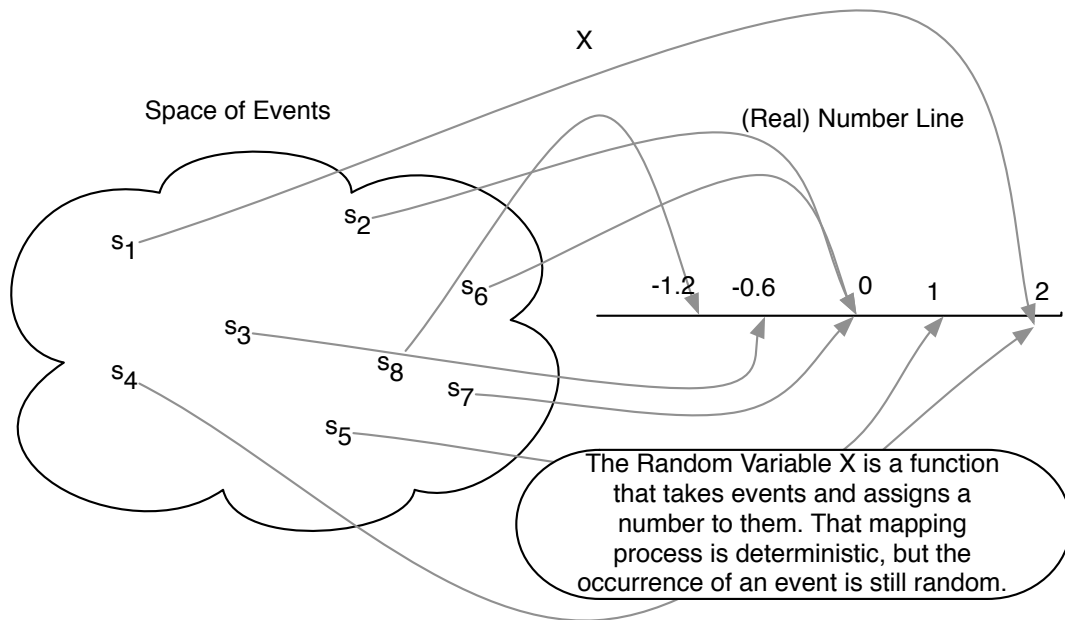 X
Space of Events
(Real) Number Line
s1
s2
s6
-1.2 -0.6 0 1 2
s3
s8
s4
s7
s5
The Random Variable X is a function
that takes events and assigns a
number to them. That mapping
process is deterministic, but the
occurrence of an event is still random.